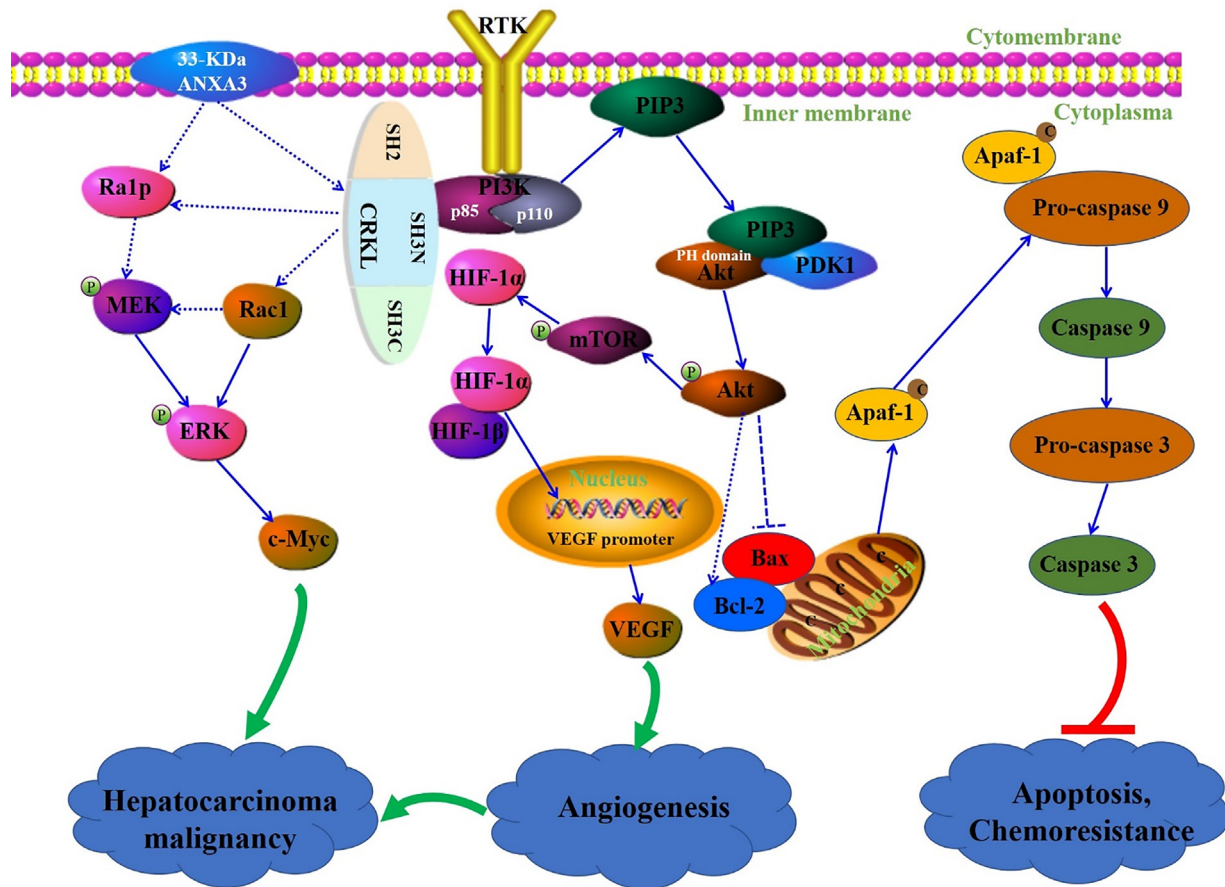 RTK
Cytomembrane
33-KDa
ANXA3
PIP3
Inner membrane
Cytoplasma
SH2
CRKL
SH3N
SH3C
PI3K
p85
p110
Apaf-1
C
Pro-caspase 9
Ra1p
PIP3
PH domain
Akt
PDK1
HIF-1α
P
MEK
Rac1
P
mTOR
Caspase 9
HIF-1α
HIF-1β
P
Akt
Apaf-1
C
P
ERK
Pro-caspase 3
Nucleus
VEGF promoter
c-Myc
Bax
Bcl-2
c
c
C
Mitochondria
Caspase 3
VEGF
Hepatocarcinoma
malignancy
Angiogenesis
Apoptosis,
Chemoresistance